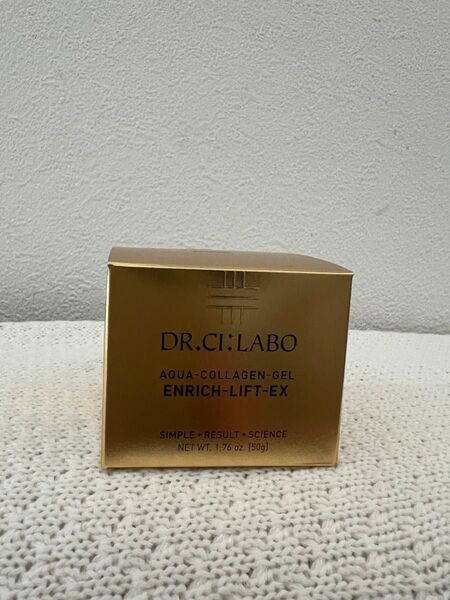 DR.CI:LABO
AQUA-COLLAGEN-GEL
ENRICH-LIFT-EX
SIMPLE + RESULT + SCIENCE
NET WT. 1.76 oz. [50g]